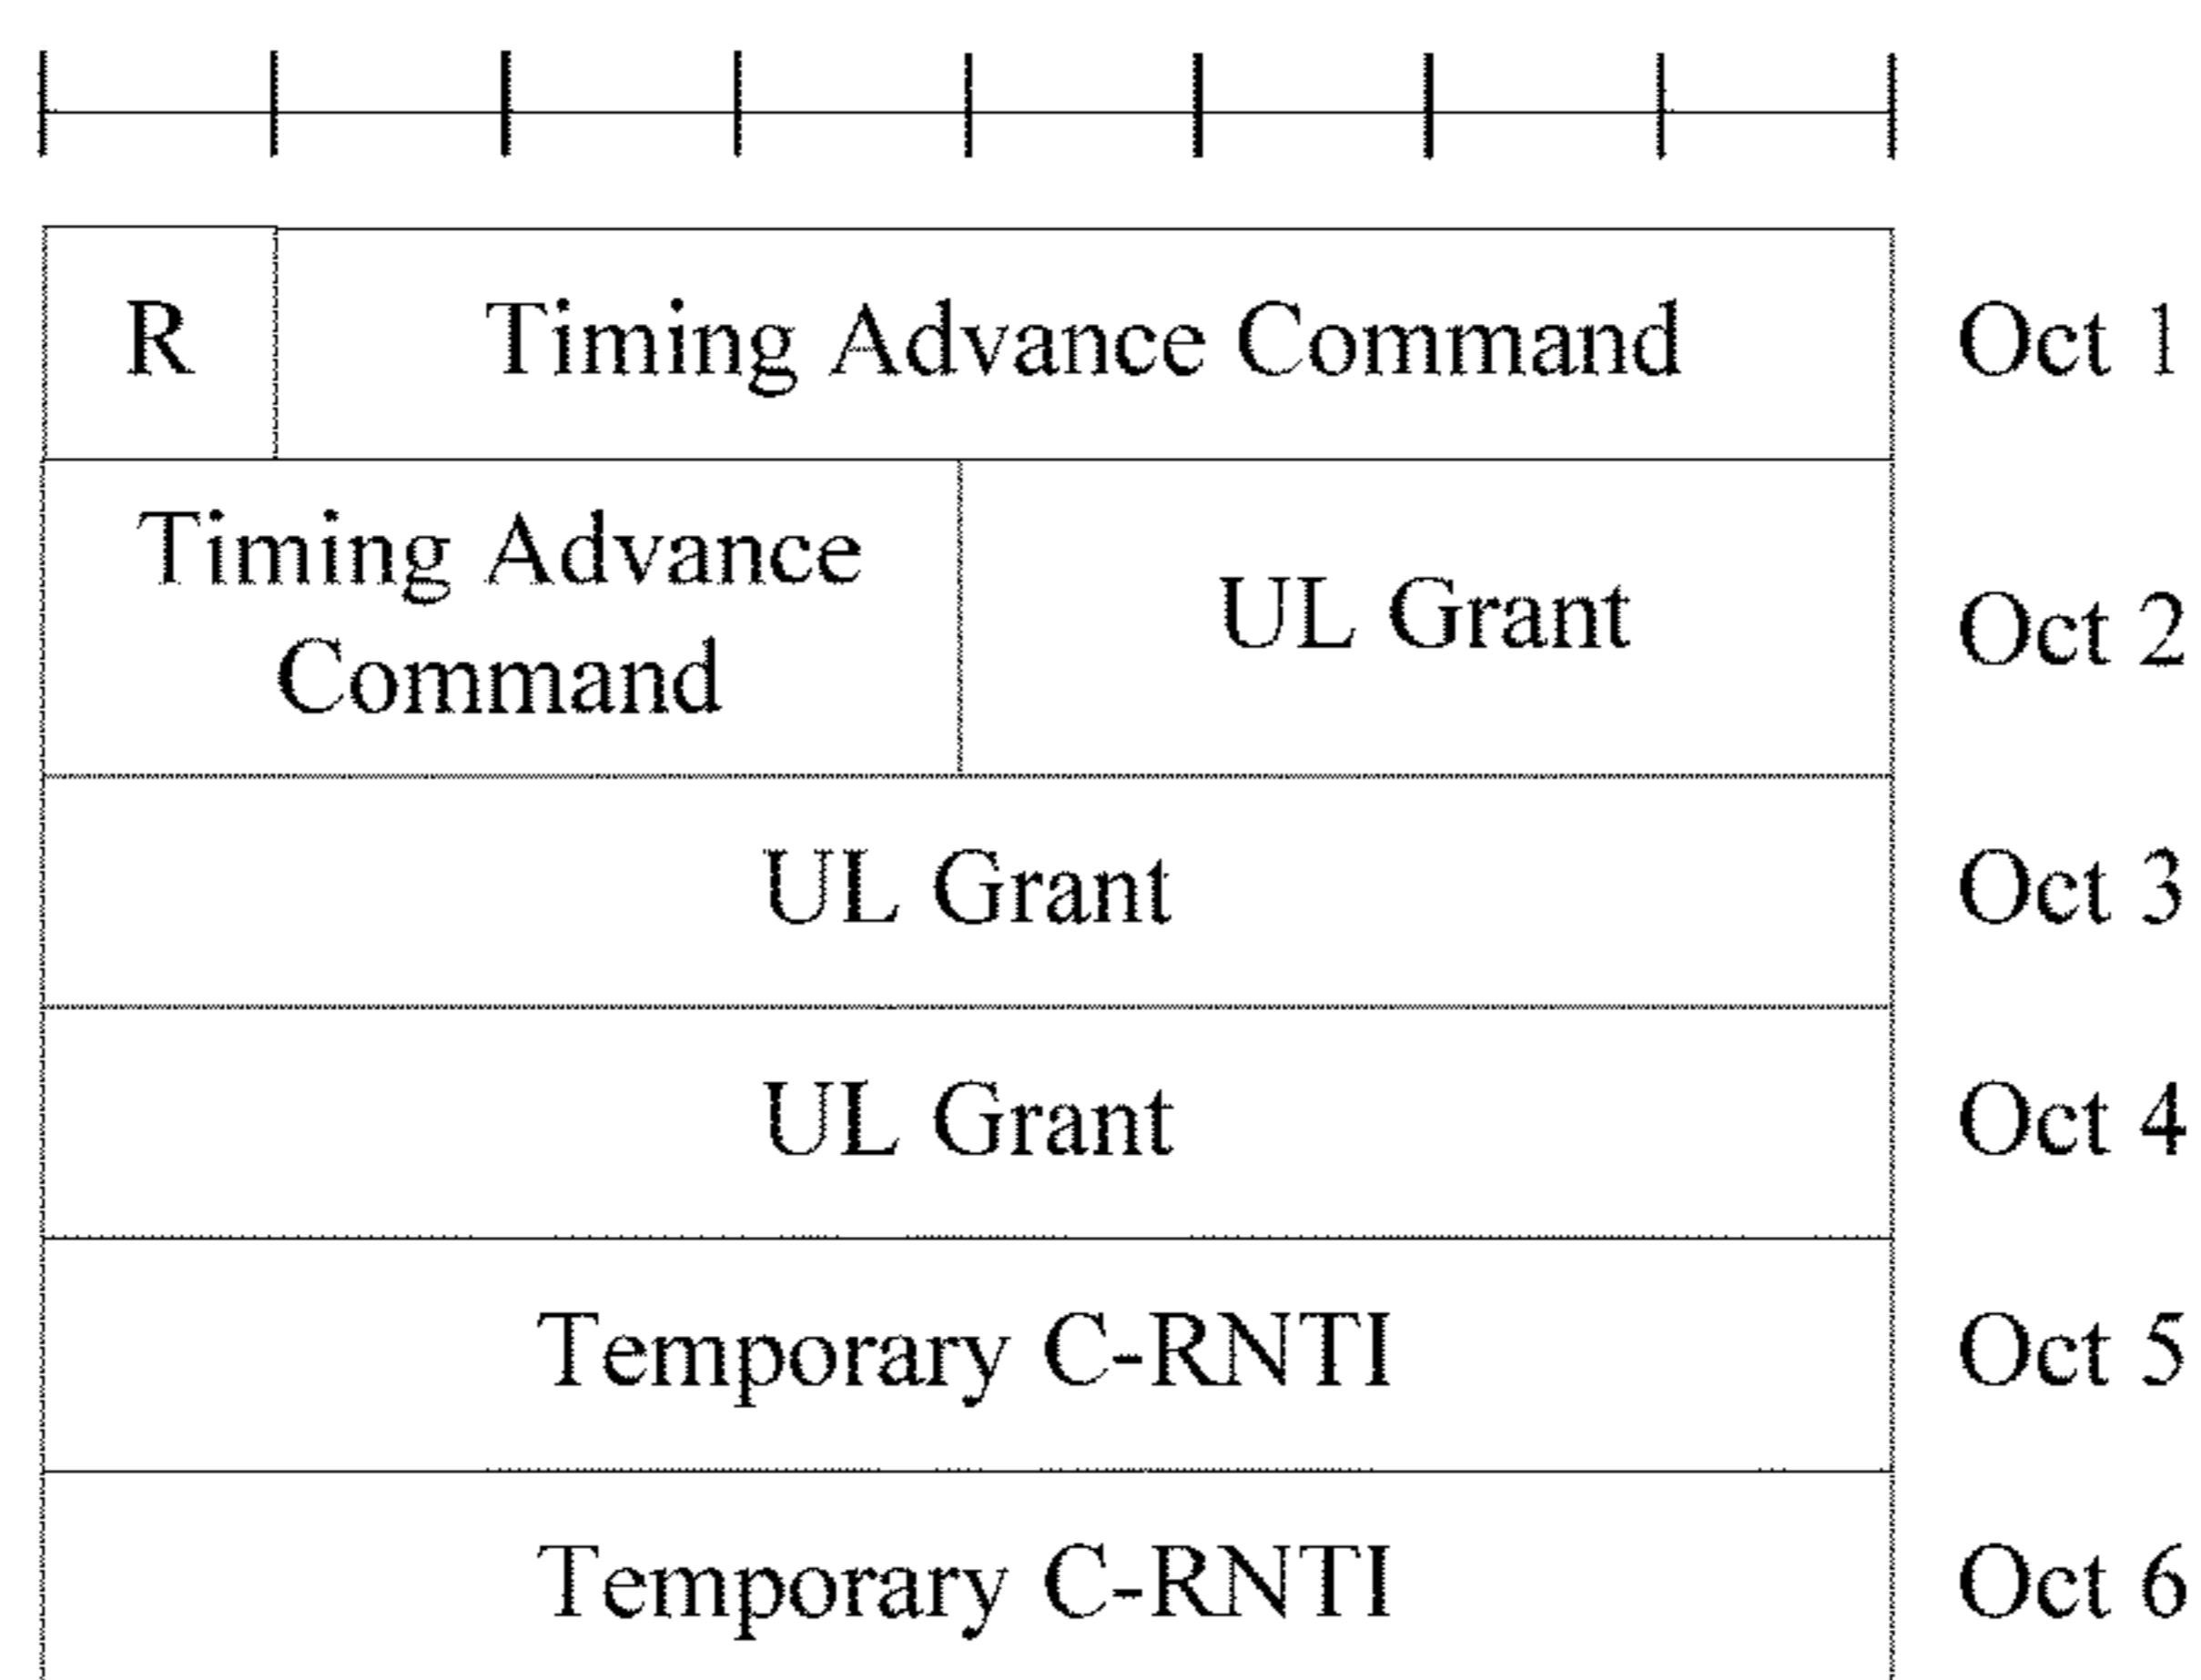 R Timing Advance Command Oct 1
Timing Advance
Command
UL Grant Oct 2
UL Grant Oct 3
UL Grant Oct 4
Temporary C-RNTI Oct 5
Temporary C-RNTI Oct 6